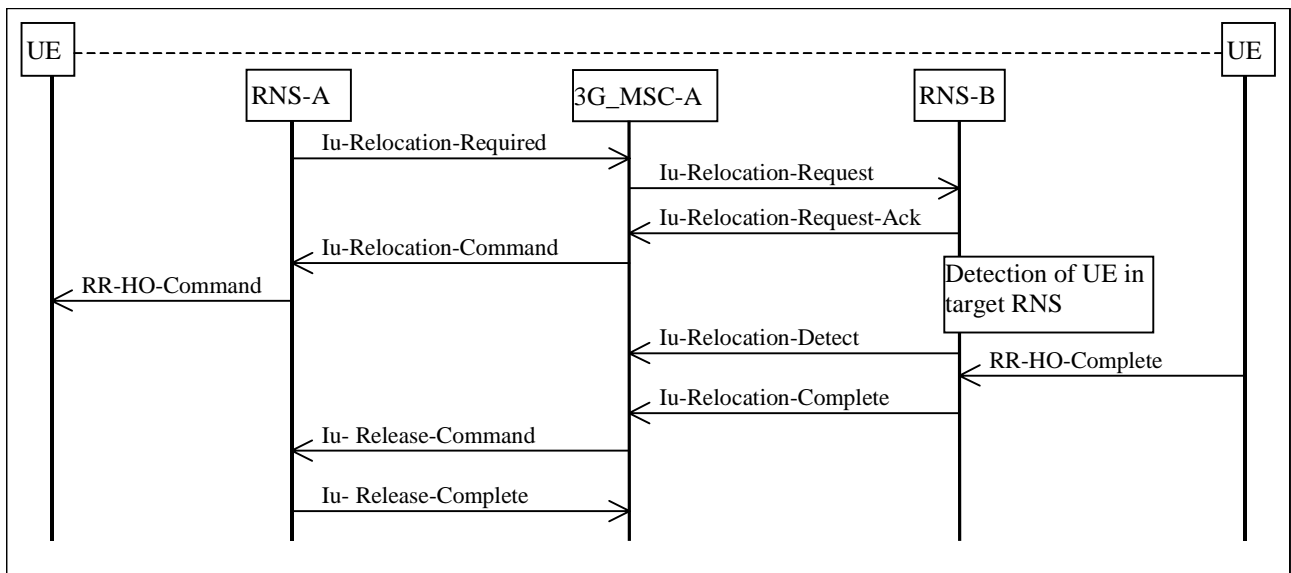 UE
UE
RNS-A
3G_MSC-A
RNS-B
Iu-Relocation-Required
Iu-Relocation-Request
Iu-Relocation-Request-Ack
Iu-Relocation-Command
RR-HO-Command
Detection of UE in
target RNS
Iu-Relocation-Detect
RR-HO-Complete
Iu-Relocation-Complete
Iu- Release-Command
Iu- Release-Complete